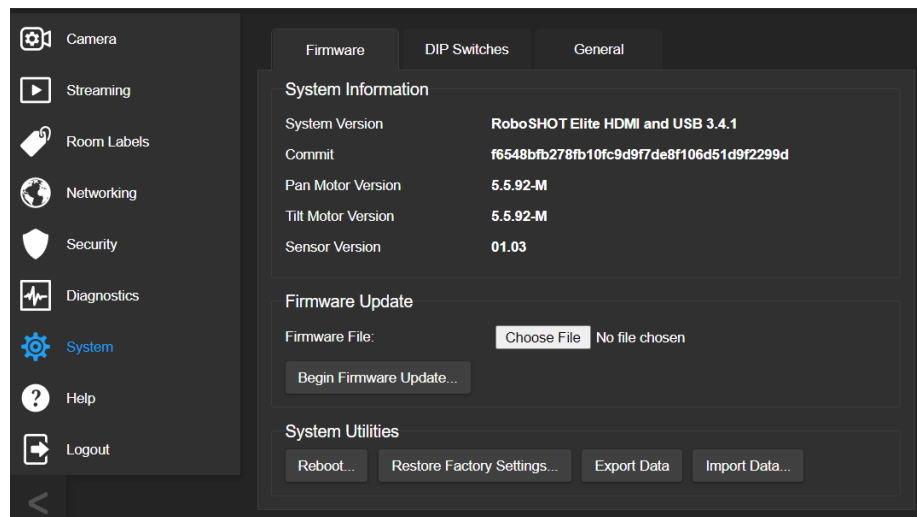 Camera
Streaming
Room Labels
Networking
Security
Diagnostics
System
Help
Logout
<
Firmware DIP Switches General
System Information
System Version RoboSHOT Elite HDMI and USB 3.4.1
Commit f6548bfb278fb10fc9d9f7de8f106d51d9f2299d
Pan Motor Version 5.5.92-M
Tilt Motor Version 5.5.92-M
Sensor Version 01.03
Firmware Update
Firmware File: Choose File No file chosen
Begin Firmware Update...
System Utilities
Reboot... Restore Factory Settings... Export Data Import Data...